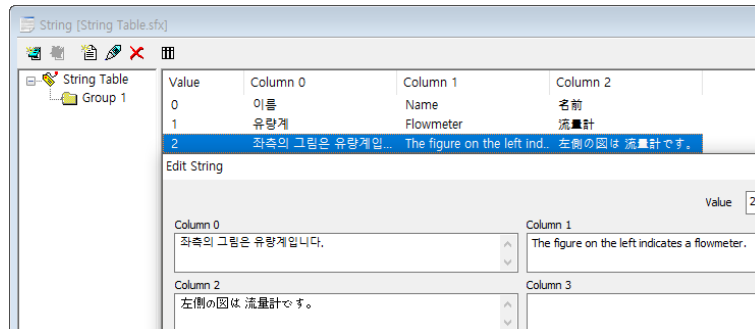 String [String Table.sfx]
String Table
Group 1
Value Column 0 Column 1 Column 2
0 이름 Name 名前
1 유량계 Flowmeter 流量計
2 좌측의 그림은 유량계입... The figure on the left ind... 左側の図は 流量計です。
Edit String
Value 2
Column 0 Column 1
좌측의 그림은 유량계입니다. The figure on the left indicates a flowmeter.
Column 2 Column 3
左側の図は 流量計です。